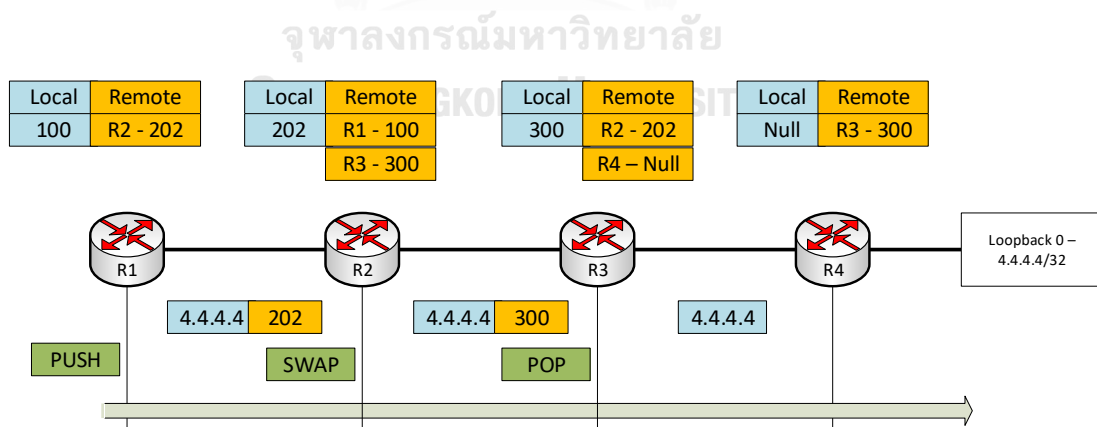 จุฬาลงกรณ์มหาวิทยาลัย
Local Remote
100 R2 - 202
Local Remote
202 R1 - 100
R3 - 300
Local Remote
300 R2 - 202
R4 – Null
Local Remote
Null R3 - 300
R1
R2
R3
R4
Loopback 0 –
4.4.4.4/32
4.4.4.4 202
4.4.4.4 300
4.4.4.4
PUSH
SWAP
POP